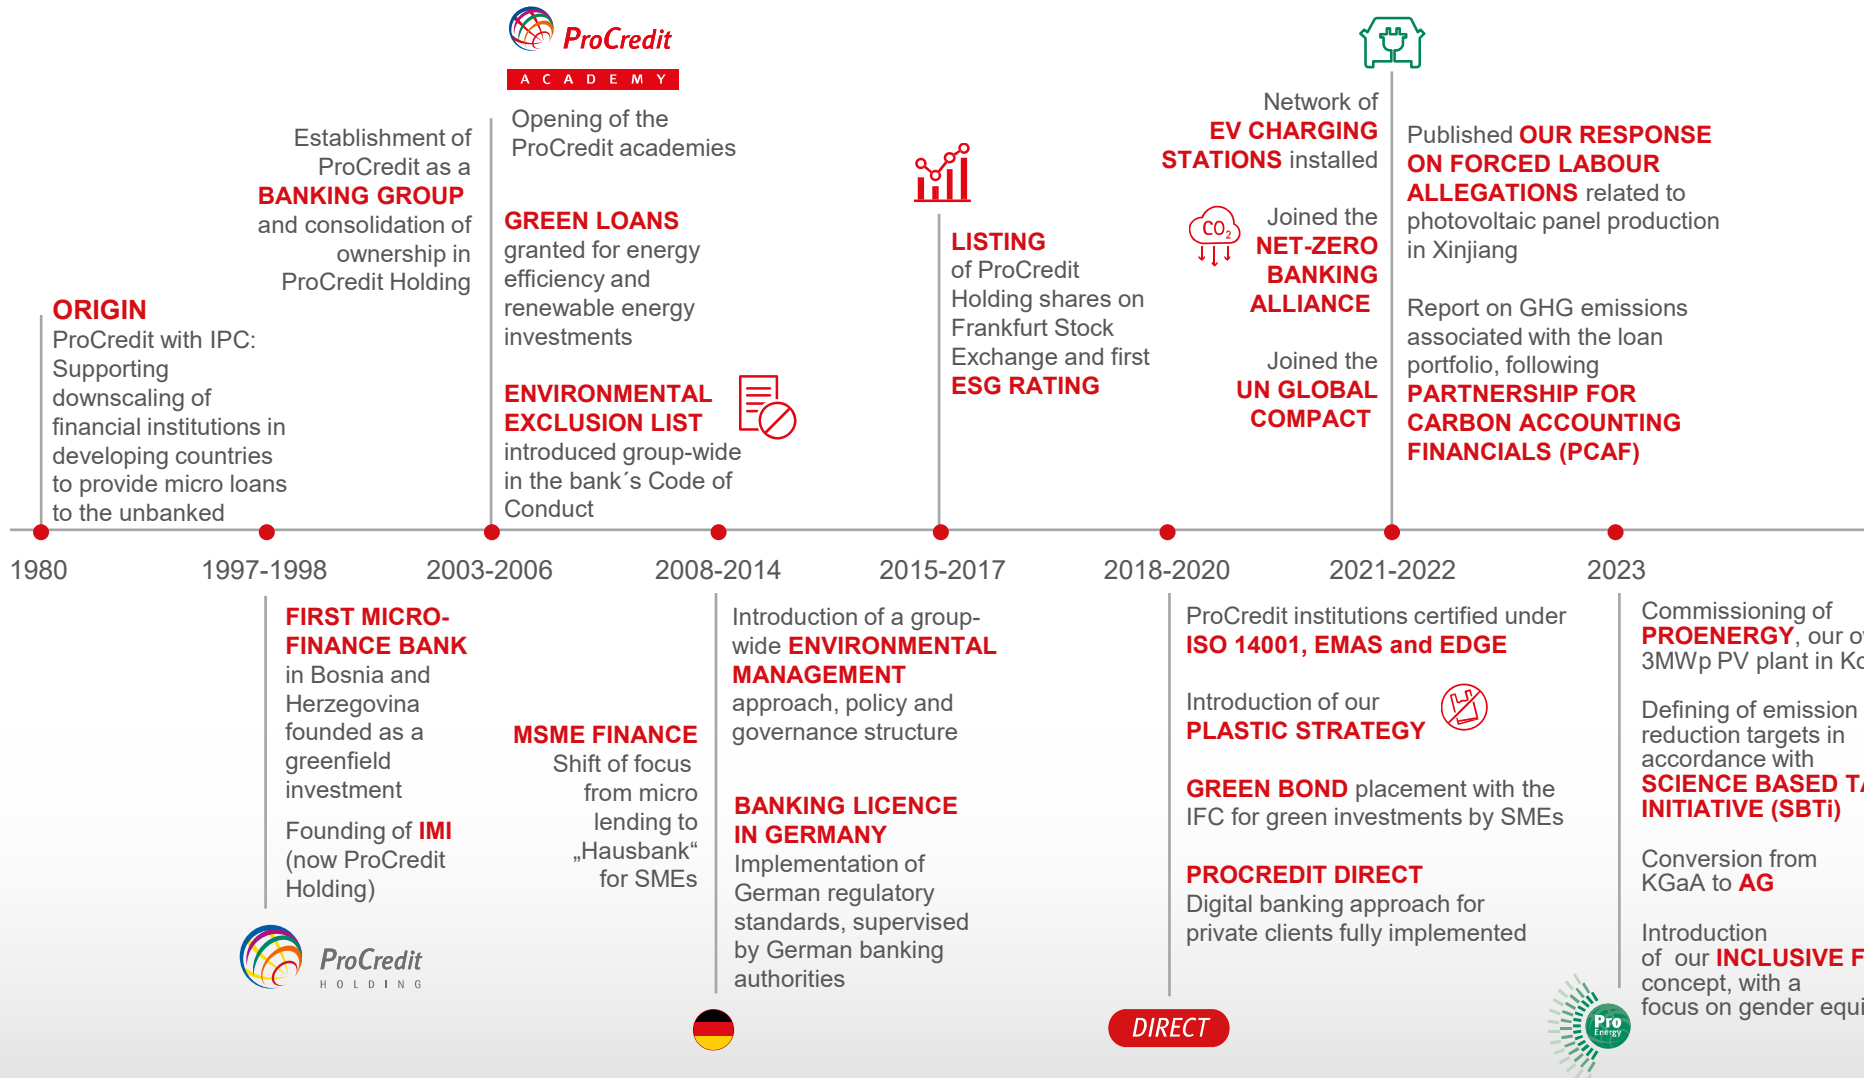 ProCredit
ACADEMY
Establishment of
ProCredit as a
BANKING GROUP
and consolidation of
ownership in
ProCredit Holding
Opening of the
ProCredit academies
GREEN LOANS
granted for energy
efficiency and
renewable energy
investments
ENVIRONMENTAL
EXCLUSION LIST
introduced group-wide
in the bank´s Code of
Conduct
ORIGIN
ProCredit with IPC:
Supporting
downscaling of
financial institutions in
developing countries
to provide micro loans
to the unbanked
LISTING
of ProCredit
Holding shares on
Frankfurt Stock
Exchange and first
ESG RATING
Network of
EV CHARGING
STATIONS installed
CO2
Joined the
NET-ZERO
BANKING
ALLIANCE
Joined the
UN GLOBAL
COMPACT
Published OUR RESPONSE
ON FORCED LABOUR
ALLEGATIONS related to
photovoltaic panel production
in Xinjiang
Report on GHG emissions
associated with the loan
portfolio, following
PARTNERSHIP FOR
CARBON ACCOUNTING
FINANCIALS (PCAF)
1980 1997-1998 2003-2006 2008-2014 2015-2017 2018-2020 2021-2022 2023
FIRST MICRO-
FINANCE BANK
in Bosnia and
Herzegovina
founded as a
greenfield
investment
Founding of IMI
(now ProCredit
Holding)
ProCredit
HOLDING
MSME FINANCE
Shift of focus
from micro
lending to
„Hausbank“
for SMEs
Introduction of a group-
wide ENVIRONMENTAL
MANAGEMENT
approach, policy and
governance structure
BANKING LICENCE
IN GERMANY
Implementation of
German regulatory
standards, supervised
by German banking
authorities
ProCredit institutions certified under
ISO 14001, EMAS and EDGE
Introduction of our
PLASTIC STRATEGY
GREEN BOND placement with the
IFC for green investments by SMEs
PROCREDIT DIRECT
Digital banking approach for
private clients fully implemented
DIRECT
Commissioning of
PROENERGY, our
3MWp PV plant in
Defining of emission
reduction targets in
accordance with
SCIENCE BASED
INITIATIVE (SBTi)
Conversion from
KGaA to AG
Introduction
of our INCLUSIVE
concept, with a
focus on gender
Pro
Energy